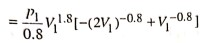 = p₁/0.8 V₁^1.8 [-(2V₁)^-0.8 + V₁^-0.8]